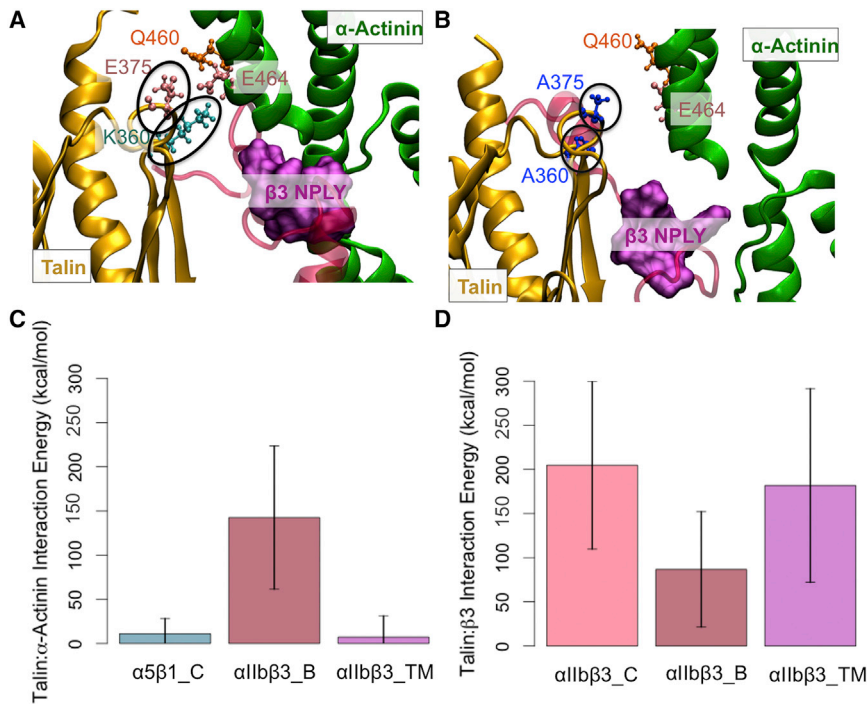 A
Q460
α-Actinin
E375
E464
K360
β3 NPLY
Talin
B
Q460
α-Actinin
A375
E464
A360
β3 NPLY
Talin
C
Talin:α-Actinin Interaction Energy (kcal/mol)
300
250
200
150
100
50
0
α5β1_C
αIIbβ3_B
αIIbβ3_TM
D
Talin:β3 Interaction Energy (kcal/mol)
300
250
200
150
100
50
0
αIIbβ3_C
αIIbβ3_B
αIIbβ3_TM